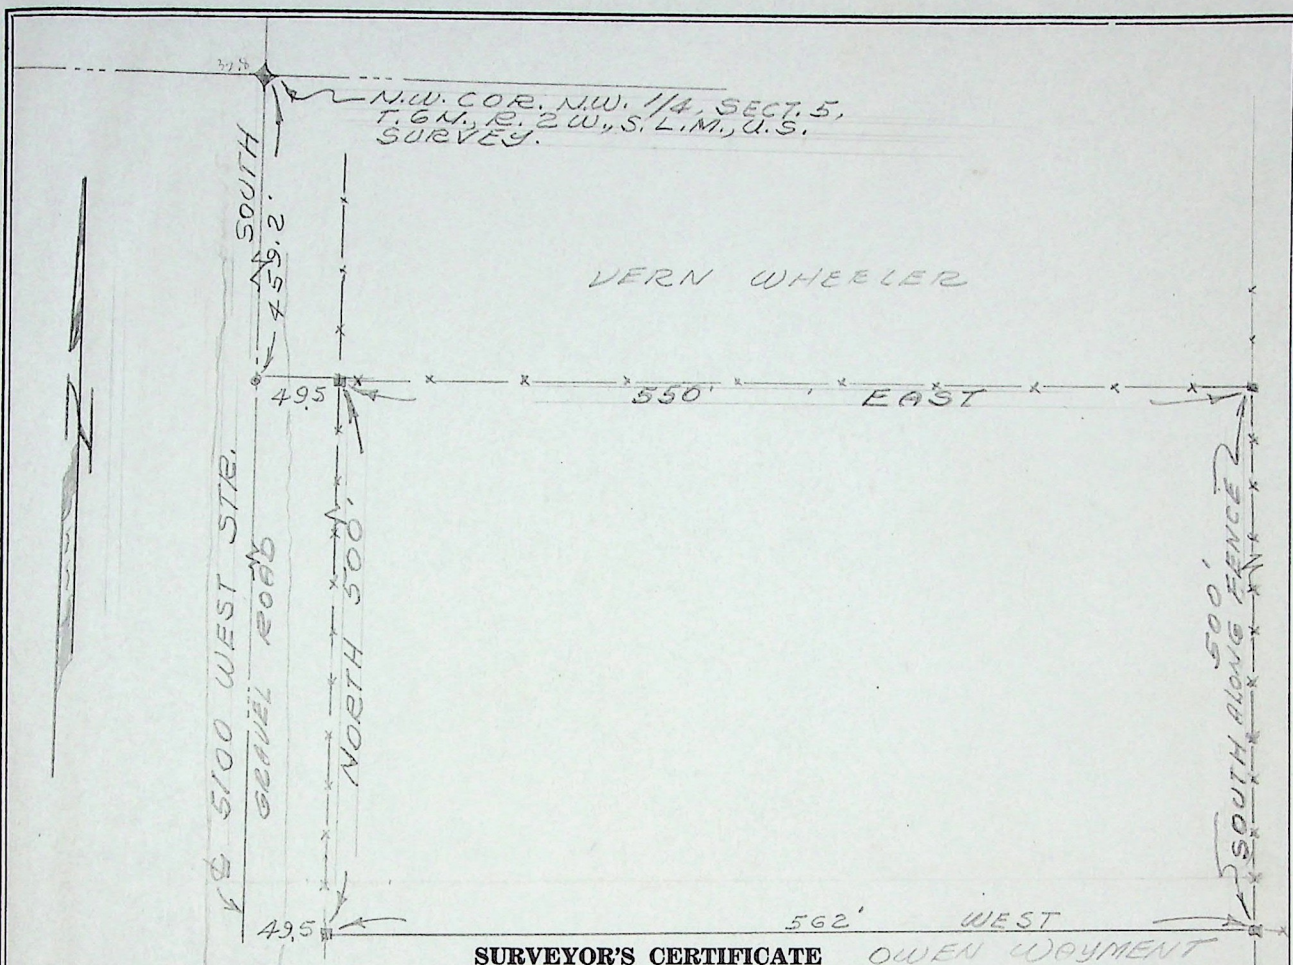 N.W. COR. N.W. 1/4, SECT. 5,
T. 6 N., R. 2 W., S. L. M., U.S.
SURVEY.
SOUTH
459.2'
VERN WHEELER
49.5
550' EAST
N
℄ 5100 WEST STR.
GRAVEL ROAD
NORTH 500'
500'
SOUTH ALONG FENCE
49.5
562' WEST
SURVEYOR'S CERTIFICATE
OWEN WAYMENT